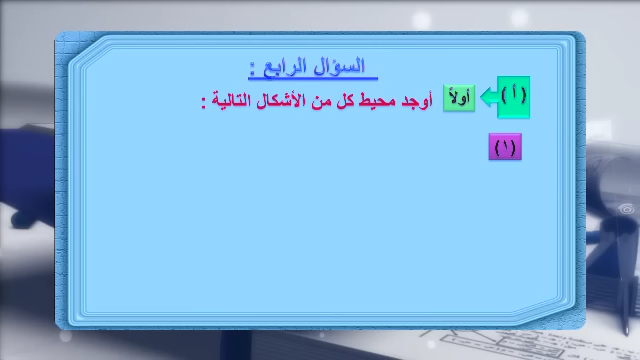 السؤال الرابع :
( أ ) أولاً أوجد محيط كل من الأشكال التالية :
(١)